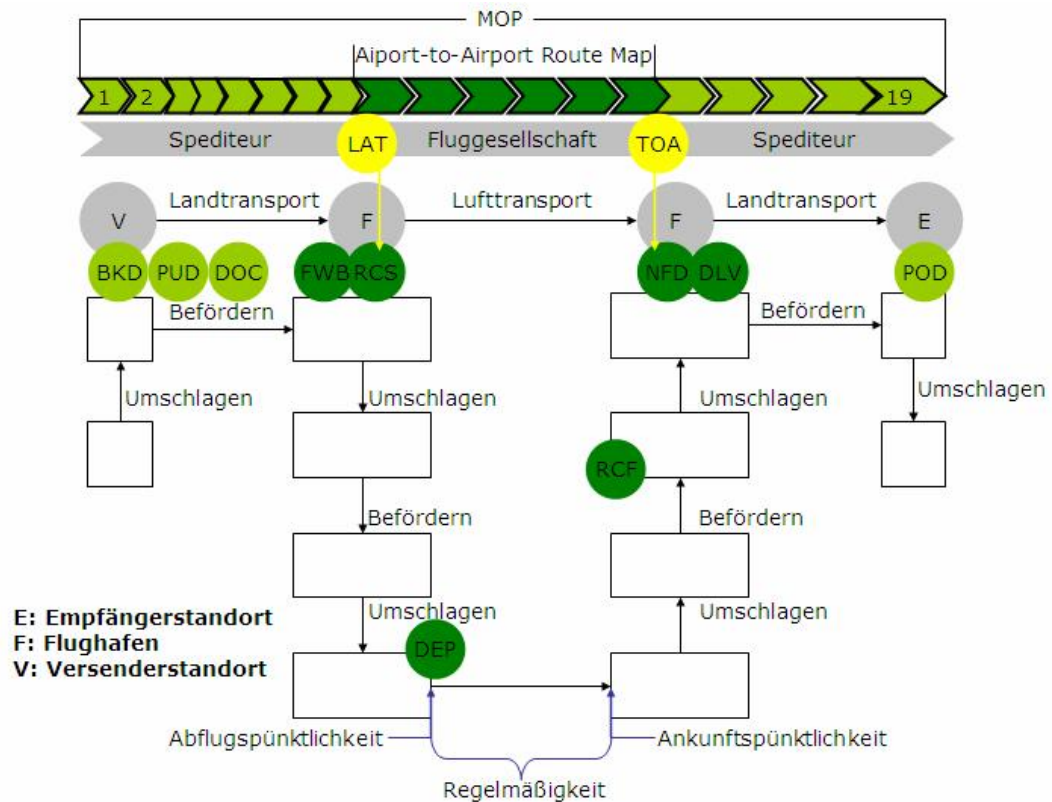 MOP
Aiport-to-Airport Route Map
1 2 19
Spediteur LAT Fluggesellschaft TOA Spediteur
V Landtransport F Lufttransport F Landtransport E
BKD PUD DOC FWB RCS NFD DLV POD
Befördern Befördern
Umschlagen Umschlagen Umschlagen Umschlagen
RCF
Befördern Befördern
E: Empfängerstandort
F: Flughafen
V: Versenderstandort
Umschlagen Umschlagen
DEP
Abflugspünktlichkeit Ankunftspünktlichkeit
Regelmäßigkeit